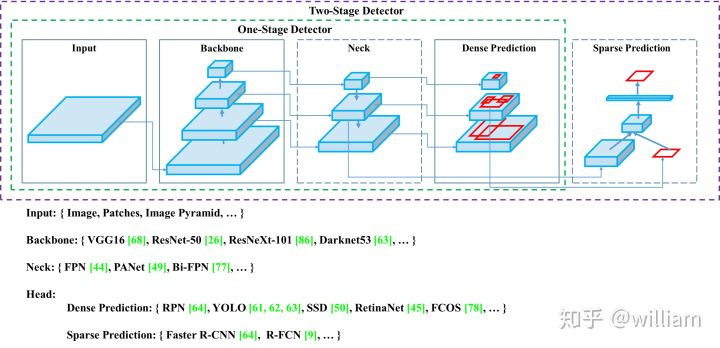 Two-Stage Detector
One-Stage Detector
Input
Backbone
Neck
Dense Prediction
Sparse Prediction
Input: { Image, Patches, Image Pyramid, … }
Backbone: { VGG16 [68], ResNet-50 [26], ResNeXt-101 [86], Darknet53 [63], … }
Neck: { FPN [44], PANet [49], Bi-FPN [77], … }
Head:
Dense Prediction: { RPN [64], YOLO [61, 62, 63], SSD [50], RetinaNet [45], FCOS [78], … }
Sparse Prediction: { Faster R-CNN [64], R-FCN [9], … }
知乎 @william